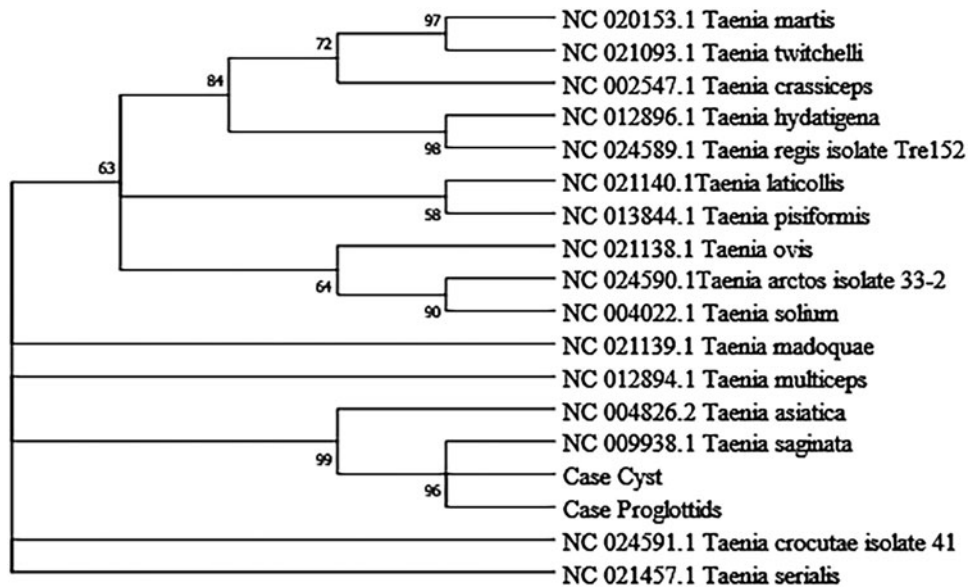 97
NC 020153.1 Taenia martis
72
NC 021093.1 Taenia twitchelli
84
NC 002547.1 Taenia crassiceps
NC 012896.1 Taenia hydatigena
98
NC 024589.1 Taenia regis isolate Tre152
63
NC 021140.1Taenia laticollis
58
NC 013844.1 Taenia pisiformis
NC 021138.1 Taenia ovis
64
NC 024590.1Taenia arctos isolate 33-2
90
NC 004022.1 Taenia solium
NC 021139.1 Taenia madoquae
NC 012894.1 Taenia multiceps
NC 004826.2 Taenia asiatica
99
NC 009938.1 Taenia saginata
Case Cyst
96
Case Proglottids
NC 024591.1 Taenia crocutae isolate 41
NC 021457.1 Taenia serialis